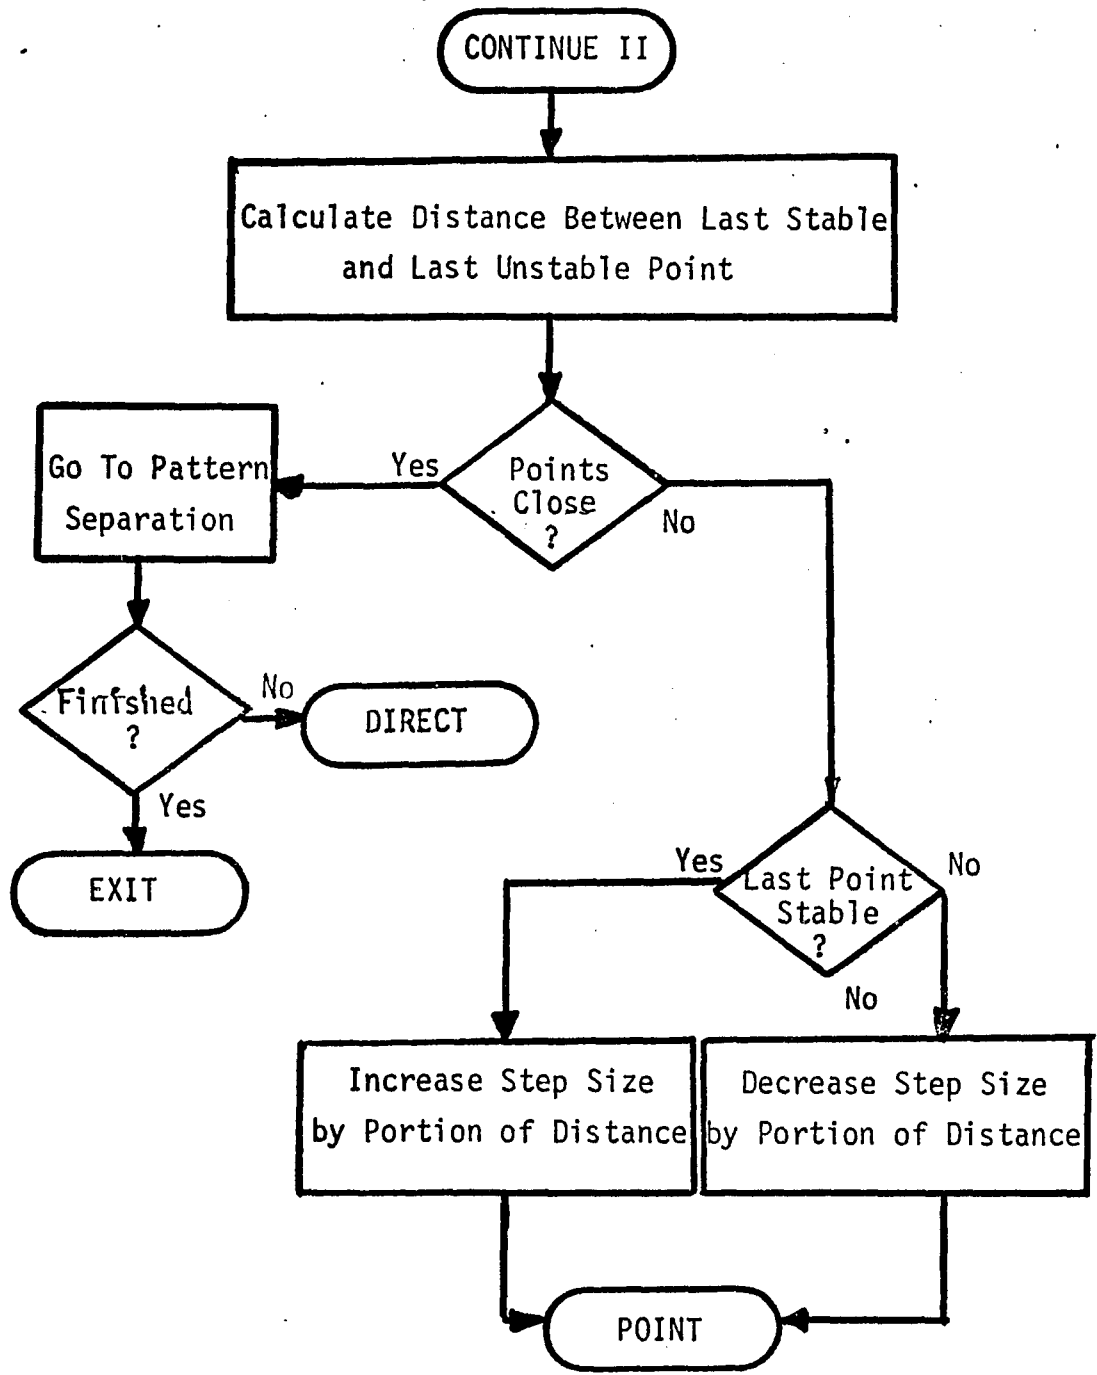 CONTINUE II
Calculate Distance Between Last Stable
and Last Unstable Point
Points
Close
?
Yes
No
Go To Pattern
Separation
Finished
?
No
DIRECT
Yes
EXIT
Last Point
Stable
?
Yes
No
No
Increase Step Size
by Portion of Distance
Decrease Step Size
by Portion of Distance
POINT